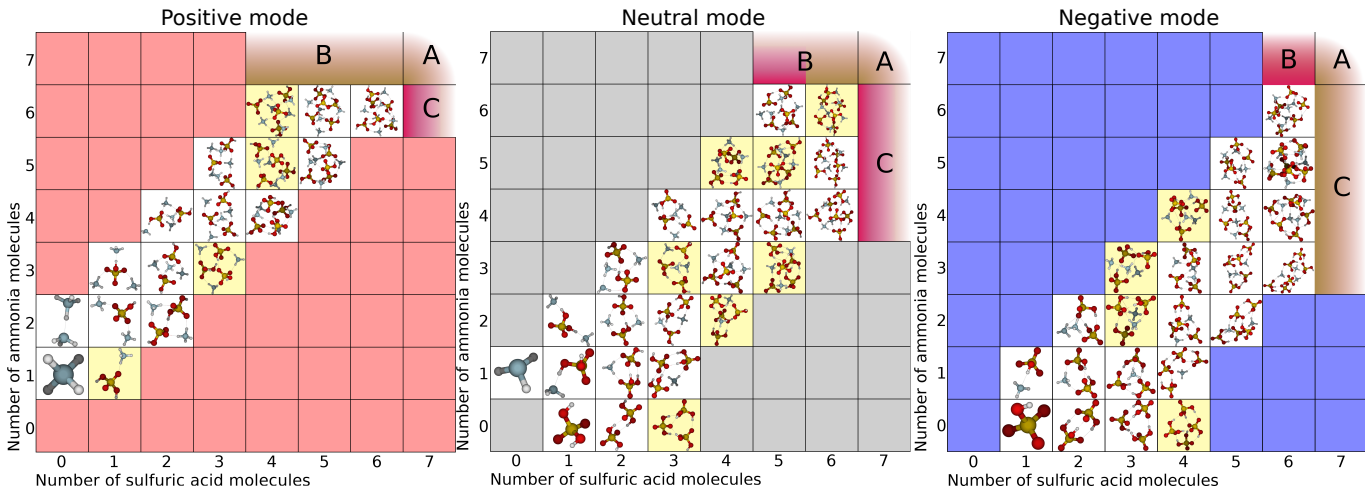 Positive mode
Neutral mode
Negative mode
Number of ammonia molecules
7
6
5
4
3
2
1
0
B
A
C
0 1 2 3 4 5 6 7
Number of sulfuric acid molecules
Number of ammonia molecules
7
6
5
4
3
2
1
0
B
A
C
0 1 2 3 4 5 6 7
Number of sulfuric acid molecules
Number of ammonia molecules
7
6
5
4
3
2
1
0
B
A
C
0 1 2 3 4 5 6 7
Number of sulfuric acid molecules